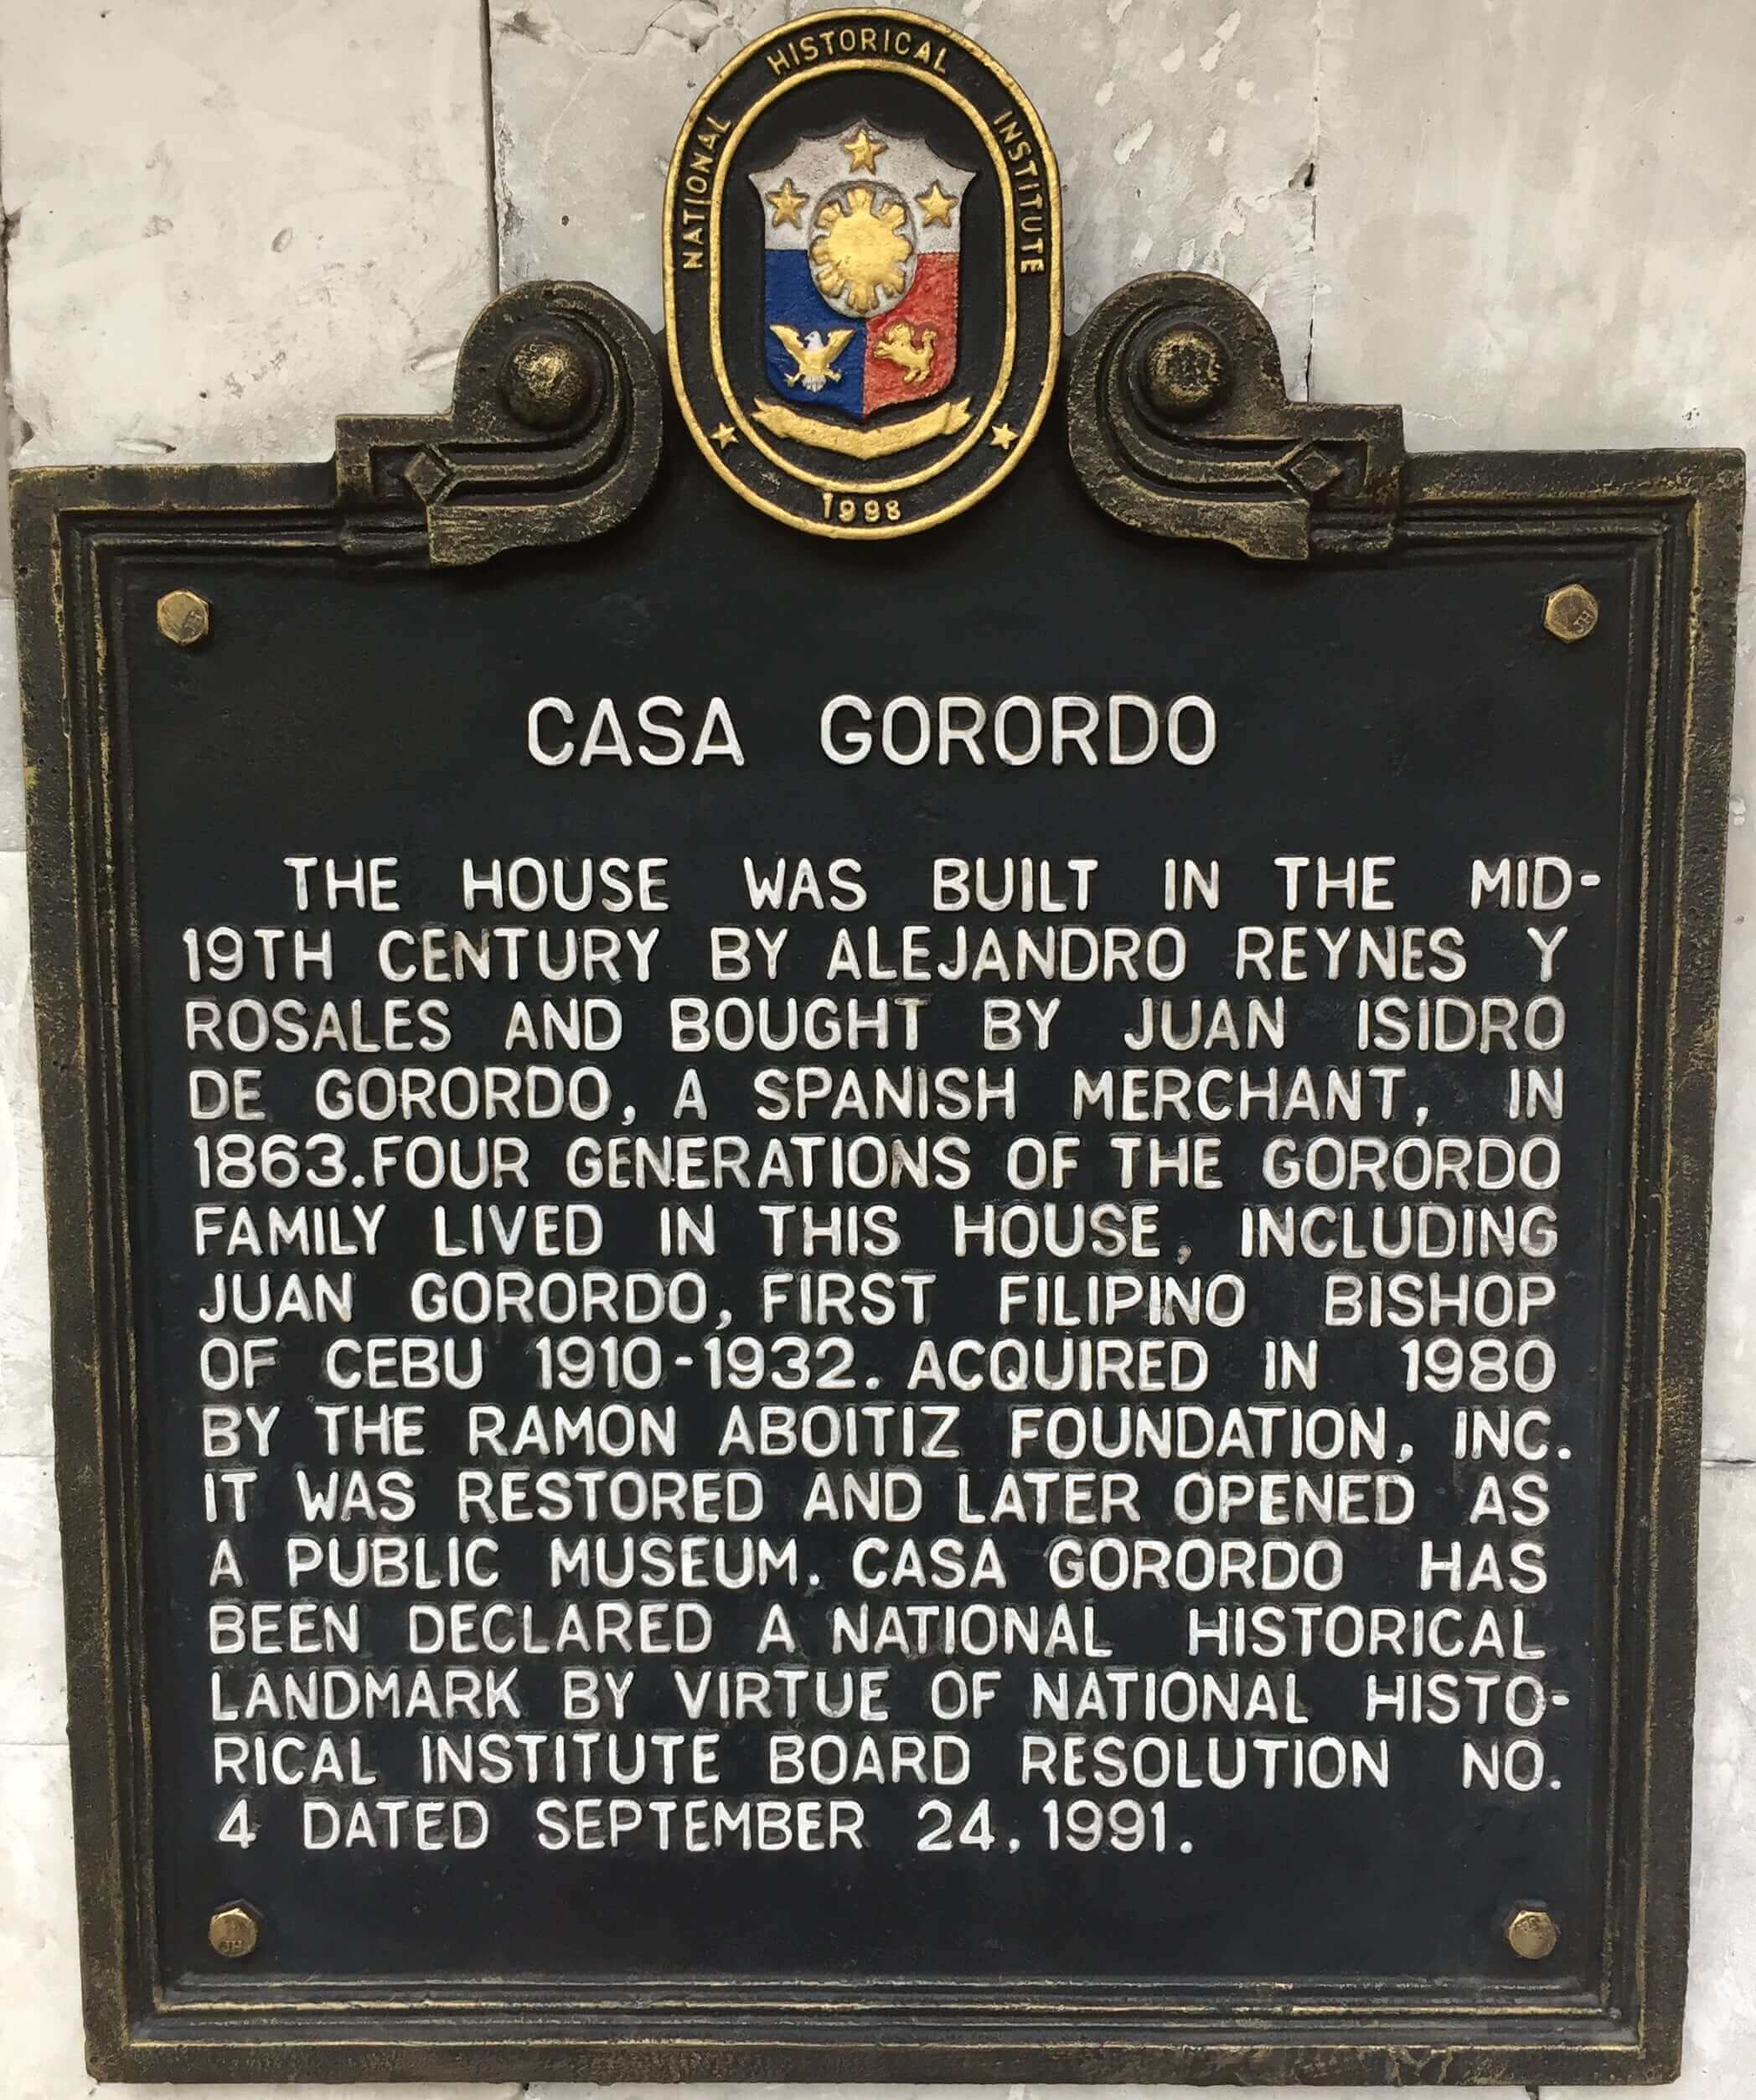 NATIONAL HISTORICAL INSTITUTE
1998
CASA GORORDO
THE HOUSE WAS BUILT IN THE MID-
19TH CENTURY BY ALEJANDRO REYNES Y
ROSALES AND BOUGHT BY JUAN ISIDRO
DE GORORDO, A SPANISH MERCHANT, IN
1863.FOUR GENERATIONS OF THE GORORDO
FAMILY LIVED IN THIS HOUSE, INCLUDING
JUAN GORORDO, FIRST FILIPINO BISHOP
OF CEBU 1910-1932. ACQUIRED IN 1980
BY THE RAMON ABOITIZ FOUNDATION, INC.
IT WAS RESTORED AND LATER OPENED AS
A PUBLIC MUSEUM. CASA GORORDO HAS
BEEN DECLARED A NATIONAL HISTORICAL
LANDMARK BY VIRTUE OF NATIONAL HISTO-
RICAL INSTITUTE BOARD RESOLUTION NO.
4 DATED SEPTEMBER 24, 1991.